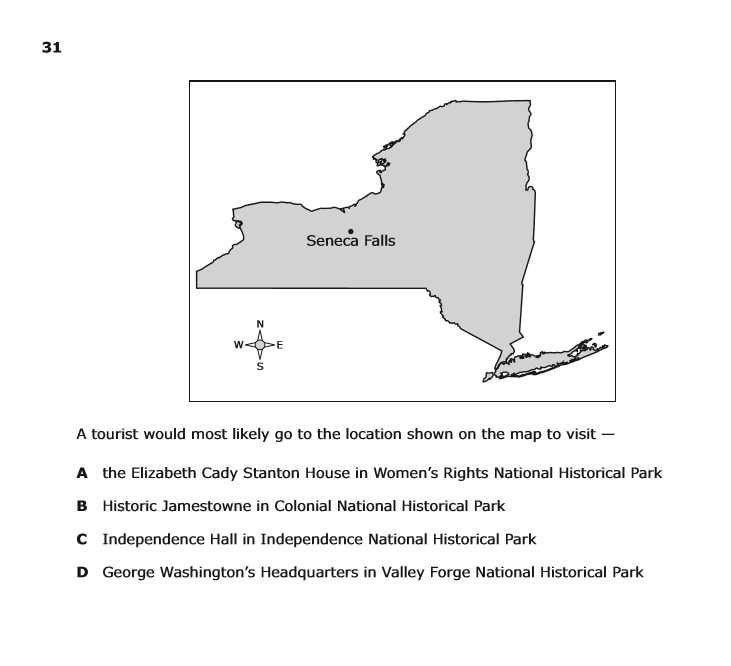 31
Seneca Falls
N
W E
S
A tourist would most likely go to the location shown on the map to visit —
A the Elizabeth Cady Stanton House in Women’s Rights National Historical Park
B Historic Jamestowne in Colonial National Historical Park
C Independence Hall in Independence National Historical Park
D George Washington’s Headquarters in Valley Forge National Historical Park